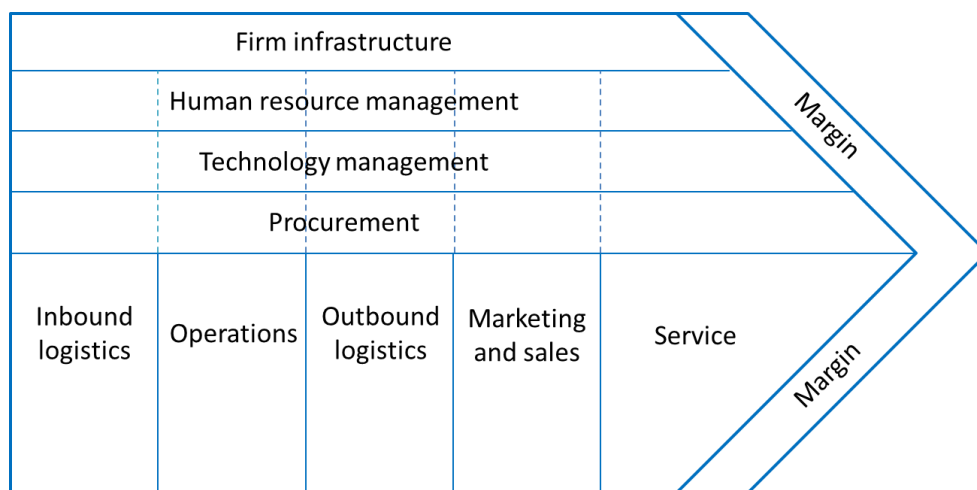 Firm infrastructure
Human resource management
Technology management
Procurement
Margin
Inbound
logistics
Operations
Outbound
logistics
Marketing
and sales
Service
Margin